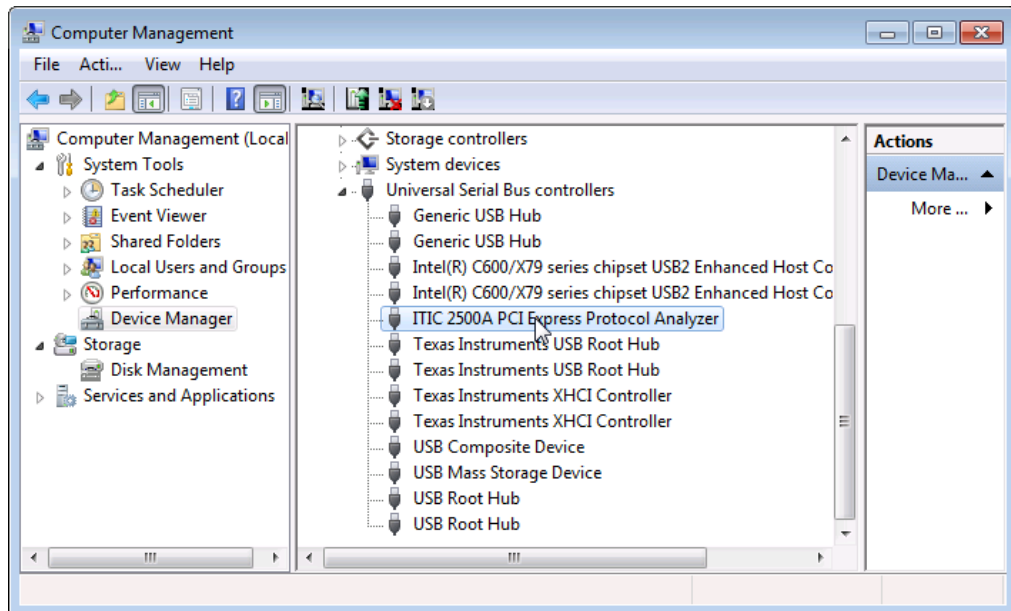 Computer Management
File Acti... View Help
Computer Management (Local
System Tools
Task Scheduler
Event Viewer
Shared Folders
Local Users and Groups
Performance
Device Manager
Storage
Disk Management
Services and Applications
Storage controllers
System devices
Universal Serial Bus controllers
Generic USB Hub
Generic USB Hub
Intel(R) C600/X79 series chipset USB2 Enhanced Host Co
Intel(R) C600/X79 series chipset USB2 Enhanced Host Co
ITIC 2500A PCI Express Protocol Analyzer
Texas Instruments USB Root Hub
Texas Instruments USB Root Hub
Texas Instruments XHCI Controller
Texas Instruments XHCI Controller
USB Composite Device
USB Mass Storage Device
USB Root Hub
USB Root Hub
Actions
Device Ma...
More ...